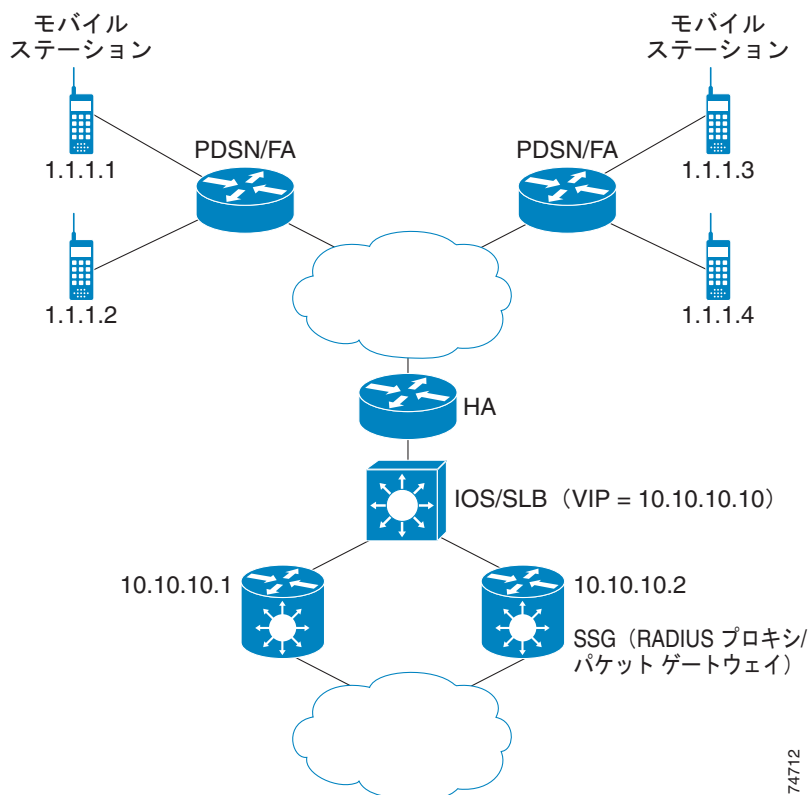 モバイル
ステーション
モバイル
ステーション
PDSN/FA
PDSN/FA
1.1.1.1
1.1.1.3
1.1.1.2
1.1.1.4
HA
IOS/SLB（VIP = 10.10.10.10）
10.10.10.1
10.10.10.2
SSG（RADIUS プロキシ/
パケット ゲートウェイ）
74712